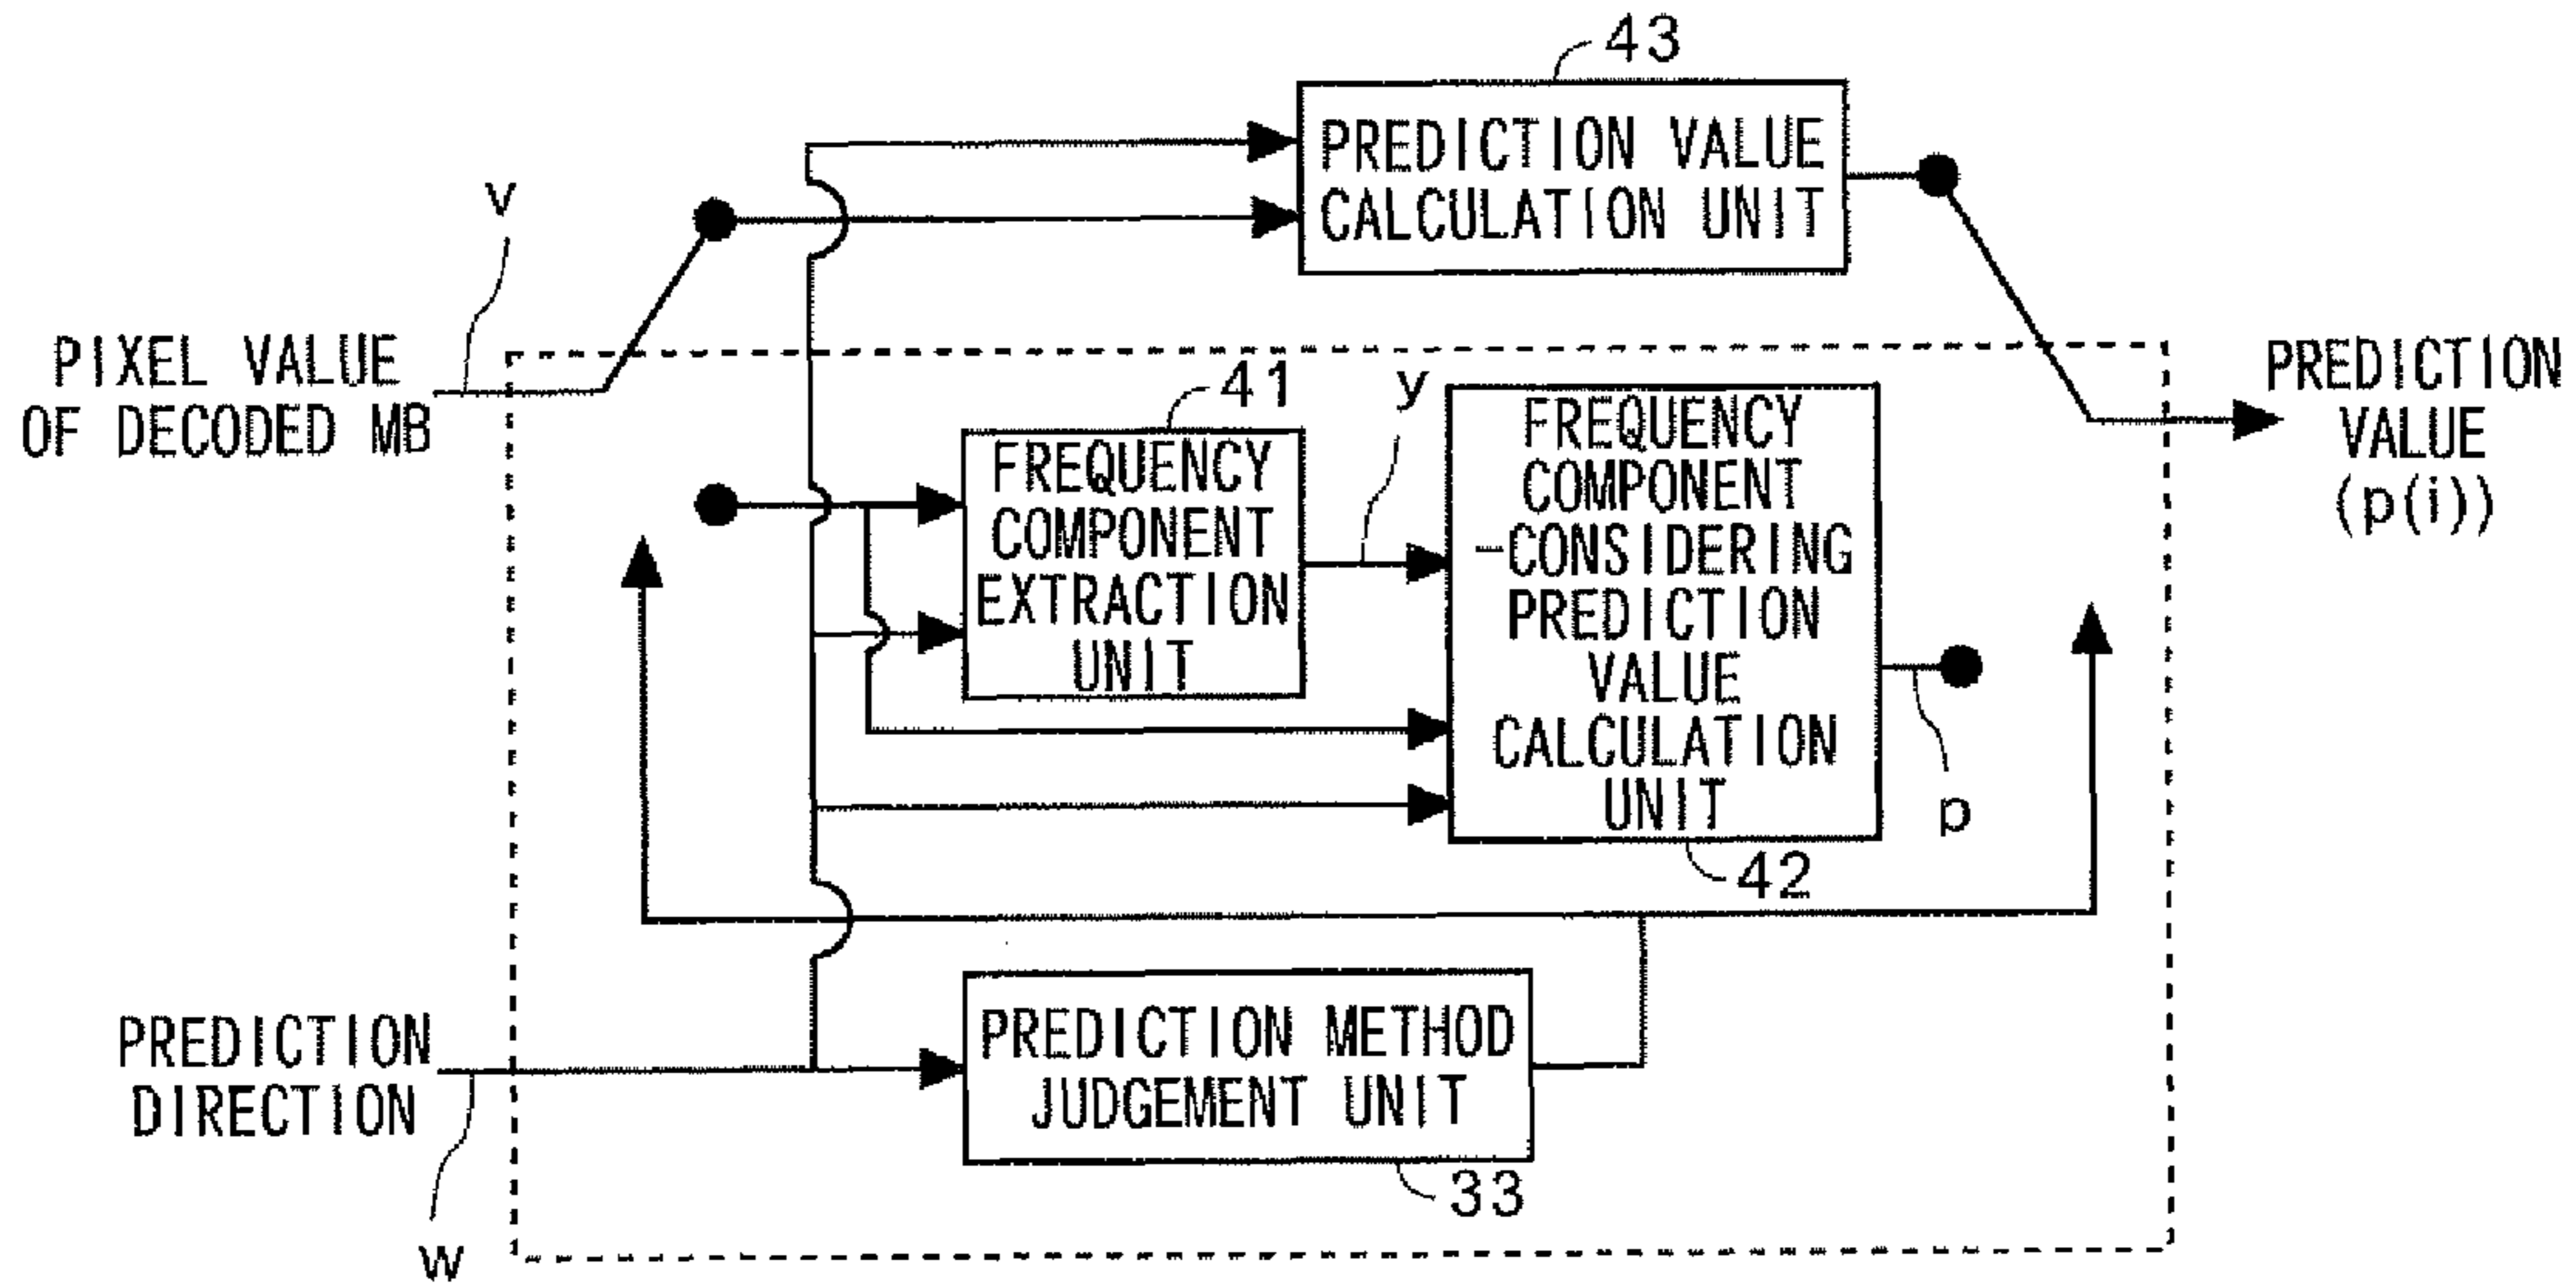 43
PREDICTION VALUE
CALCULATION UNIT
v
PIXEL VALUE
OF DECODED MB
41
FREQUENCY
COMPONENT
EXTRACTION
UNIT
y
FREQUENCY
COMPONENT
-CONSIDERING
PREDICTION
VALUE
CALCULATION
UNIT
42
p
PREDICTION
VALUE
(p(i))
PREDICTION
DIRECTION
w
PREDICTION METHOD
JUDGEMENT UNIT
33